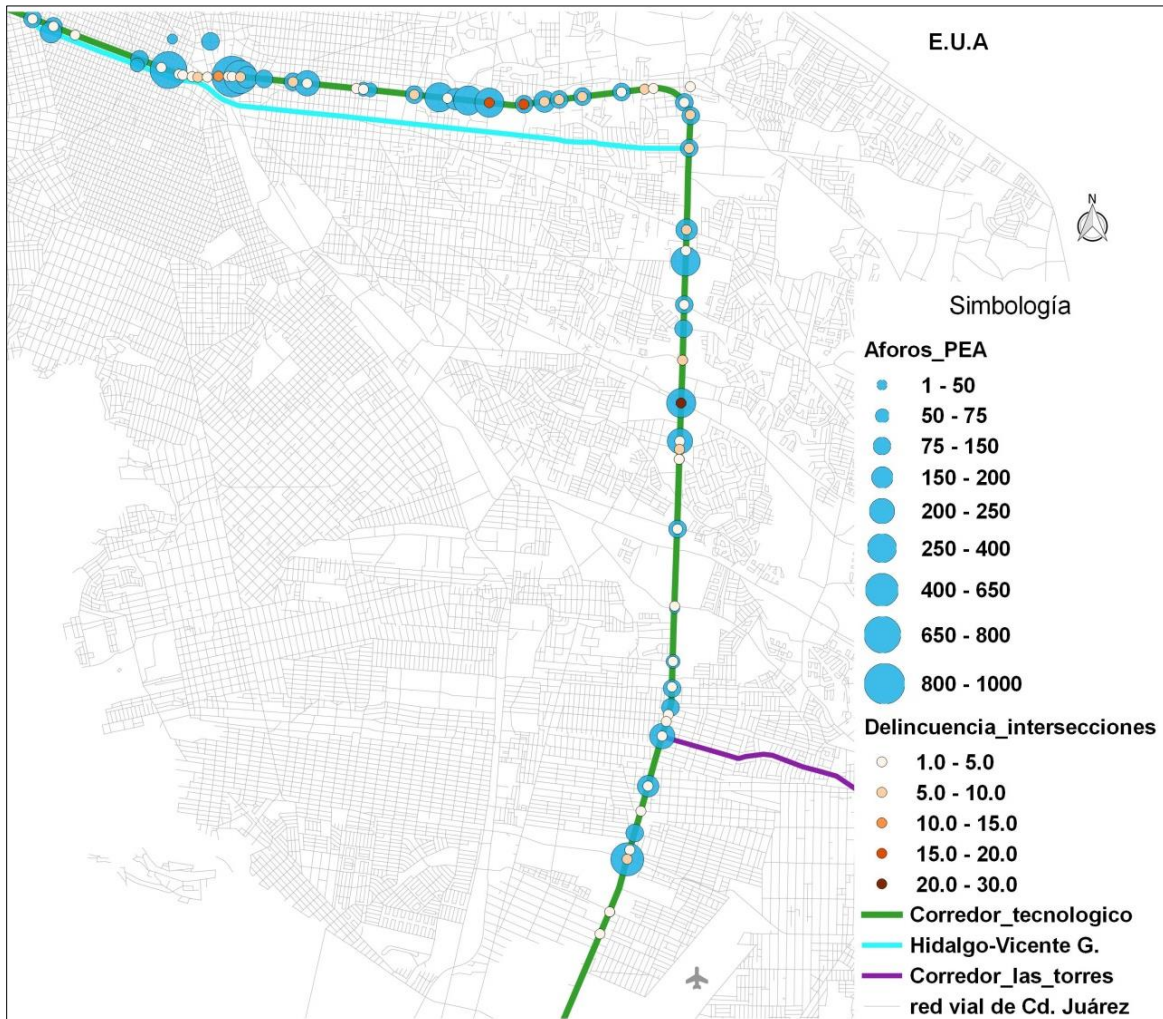 E.U.A
N
Simbología
Aforos_PEA
1 - 50
50 - 75
75 - 150
150 - 200
200 - 250
250 - 400
400 - 650
650 - 800
800 - 1000
Delincuencia_intersecciones
1.0 - 5.0
5.0 - 10.0
10.0 - 15.0
15.0 - 20.0
20.0 - 30.0
Corredor_tecnologico
Hidalgo-Vicente G.
Corredor_las_torres
red vial de Cd. Juárez